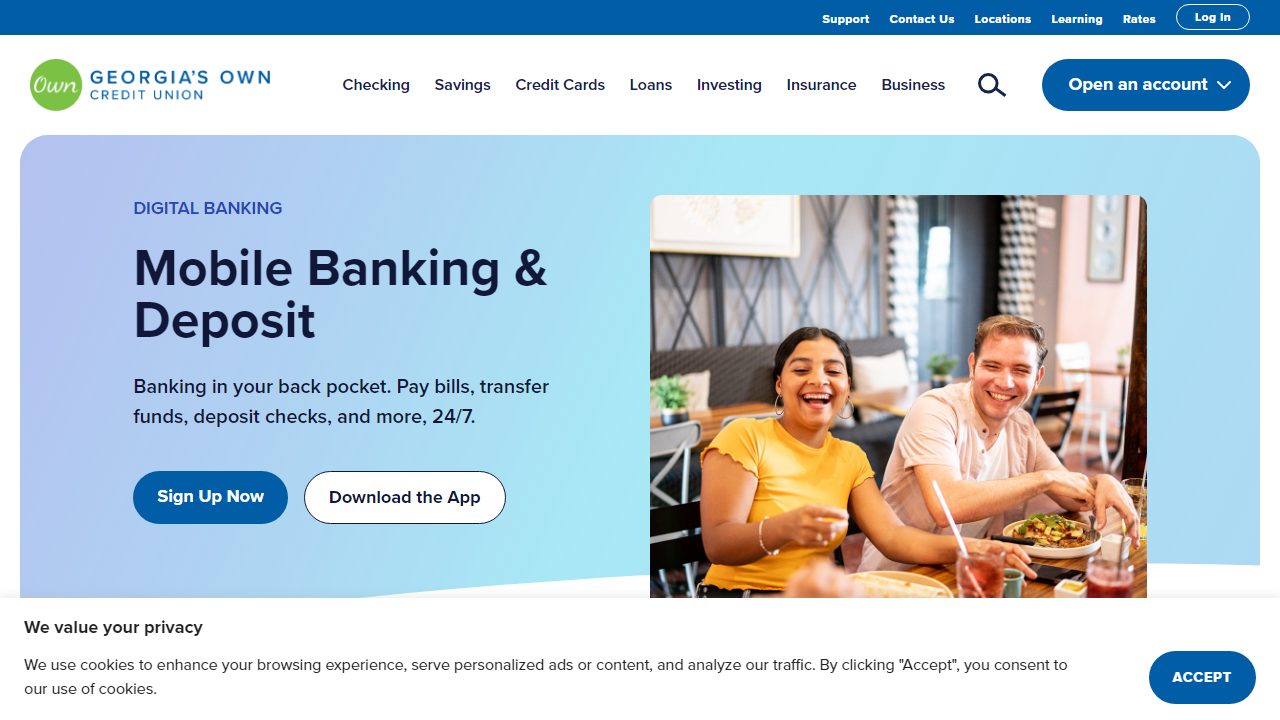 Support Contact Us Locations Learning Rates Log In
Own GEORGIA'S OWN
CREDIT UNION
Checking Savings Credit Cards Loans Investing Insurance Business
Open an account
DIGITAL BANKING
Mobile Banking &
Deposit
Banking in your back pocket. Pay bills, transfer
funds, deposit checks, and more, 24/7.
Sign Up Now Download the App
We value your privacy
We use cookies to enhance your browsing experience, serve personalized ads or content, and analyze our traffic. By clicking "Accept", you consent to
our use of cookies.
ACCEPT